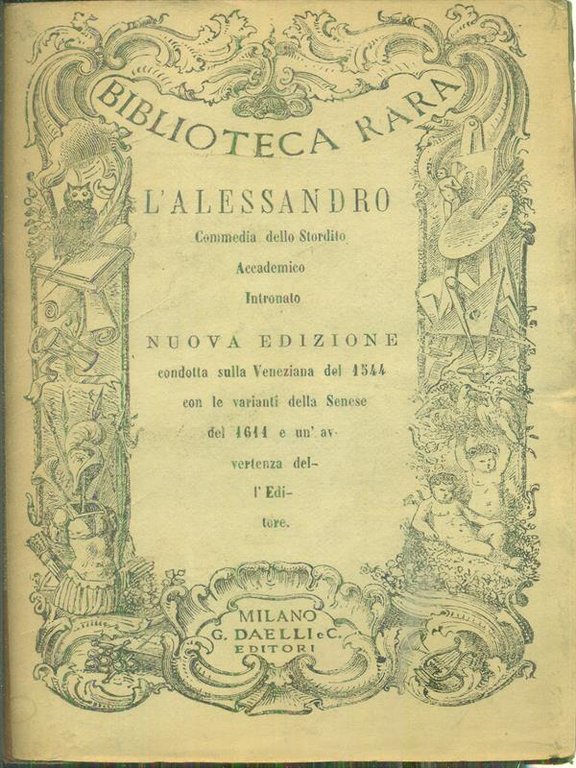 BIBLIOTECA RARA
L'ALESSANDRO
Commedia dello Stordito
Accademico
Intronato
NUOVA EDIZIONE
condotta sulla Veneziana del 1544
con le varianti della Senese
del 1611 e un' av-
vertenza del-
l' Edi-
tore.
MILANO
G. DAELLI e C.
EDITORI